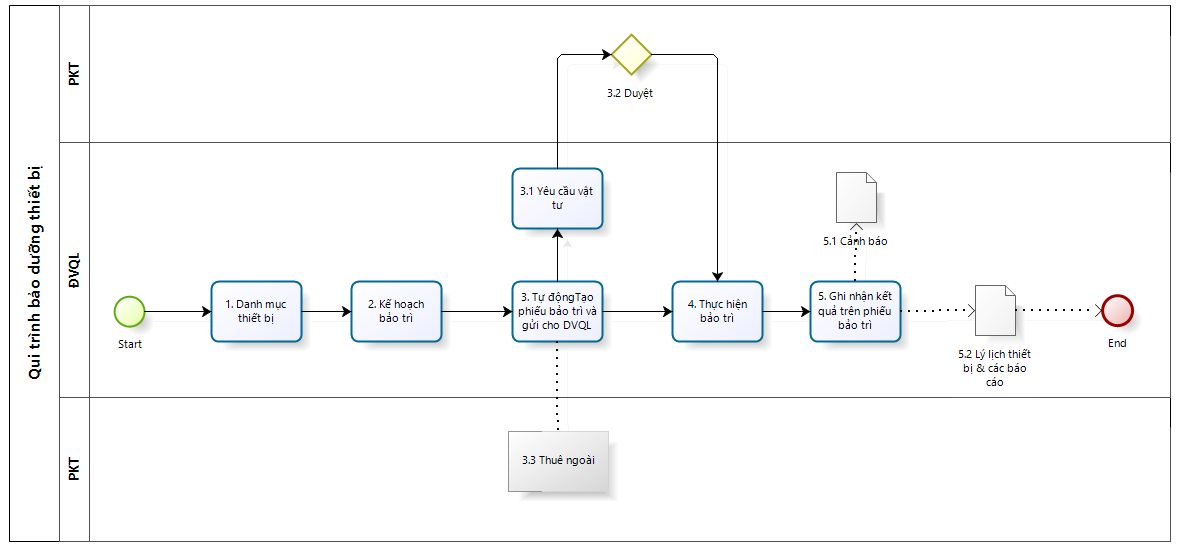 Qui trình bảo dưỡng thiết bị
PKT
3.2 Duyệt
ĐVQL
3.1 Yêu cầu vật
tư
5.1 Cảnh báo
Start
1. Danh mục
thiết bị
2. Kế hoạch
bảo trì
3. Tự độngTạo
phiếu bảo trì và
gửi cho DVQL
4. Thực hiện
bảo trì
5. Ghi nhận kết
quả trên phiếu
bảo trì
5.2 Lý lịch thiết
bị & các báo
cáo
End
PKT
3.3 Thuê ngoài